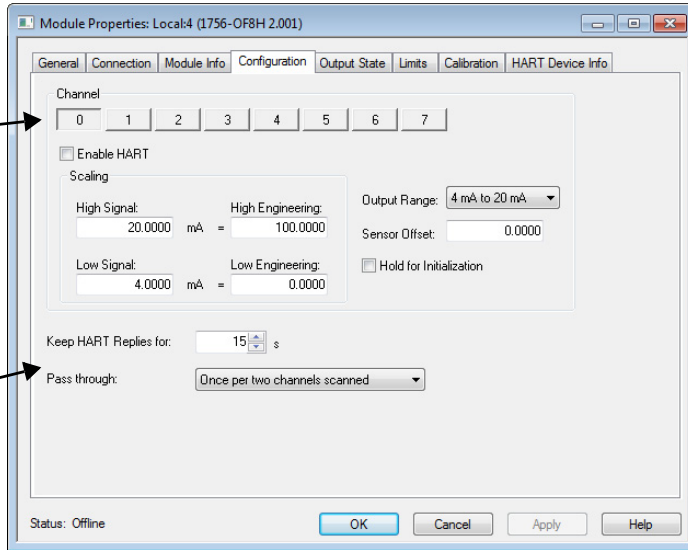 Module Properties: Local:4 (1756-OF8H 2.001)
General Connection Module Info Configuration Output State Limits Calibration HART Device Info
Channel
0 1 2 3 4 5 6 7
Enable HART
Scaling
High Signal: High Engineering:
20.0000 mA = 100.0000
Low Signal: Low Engineering:
4.0000 mA = 0.0000
Output Range: 4 mA to 20 mA
Sensor Offset: 0.0000
Hold for Initialization
Keep HART Replies for: 15 s
Pass through: Once per two channels scanned
Status: Offline OK Cancel Apply Help